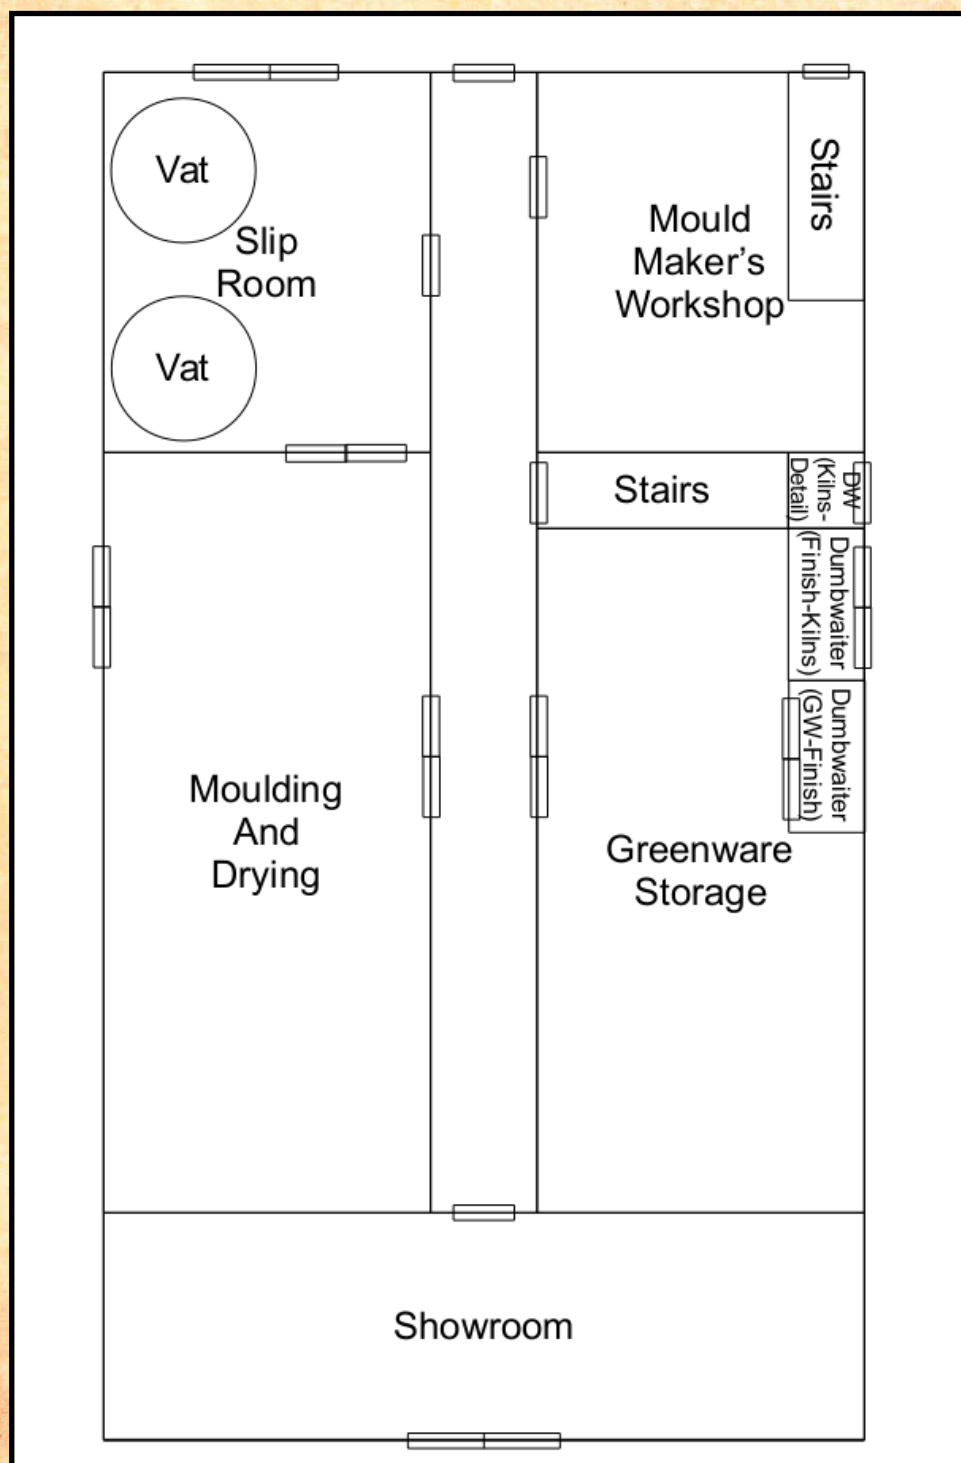 Vat
Slip
Room
Vat
Mould
Maker's
Workshop
Stairs
Stairs
DW
(Kilns-
Detail)
Dumbwaiter
(Finish-Kilns)
Dumbwaiter
(GW-Finish)
Moulding
And
Drying
Greenware
Storage
Showroom